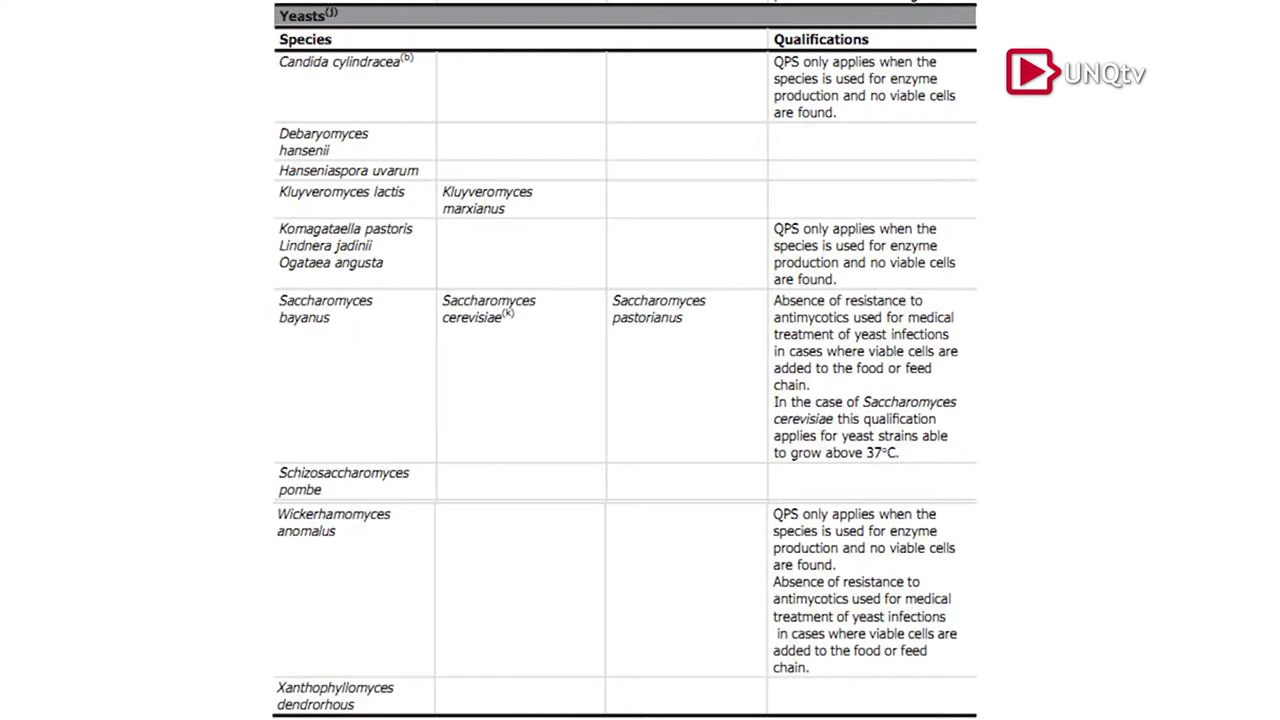 Yeasts(j)
Species Qualifications
Candida cylindracea(b) QPS only applies when the
species is used for enzyme
production and no viable cells
are found.
Debaryomyces
hansenii
Hanseniaspora uvarum
Kluyveromyces lactis Kluyveromyces
marxianus
Komagataella pastoris QPS only applies when the
Lindnera jadinii species is used for enzyme
Ogataea angusta production and no viable cells
are found.
Saccharomyces Saccharomyces Saccharomyces Absence of resistance to
bayanus cerevisiae(k) pastorianus antimycotics used for medical
treatment of yeast infections
in cases where viable cells are
added to the food or feed
chain.
In the case of Saccharomyces
cerevisiae this qualification
applies for yeast strains able
to grow above 37°C.
Schizosaccharomyces
pombe
Wickerhamomyces QPS only applies when the
anomalus species is used for enzyme
production and no viable cells
are found.
Absence of resistance to
antimycotics used for medical
treatment of yeast infections
in cases where viable cells are
added to the food or feed
chain.
Xanthophyllomyces
dendrorhous
UNQtv